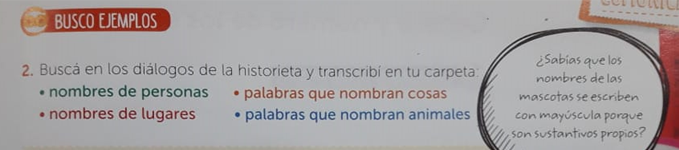 BUSCO EJEMPLOS
2. Buscá en los diálogos de la historieta y transcribí en tu carpeta:
• nombres de personas • palabras que nombran cosas
• nombres de lugares • palabras que nombran animales
¿Sabías que los
nombres de las
mascotas se escriben
con mayúscula porque
son sustantivos propios?